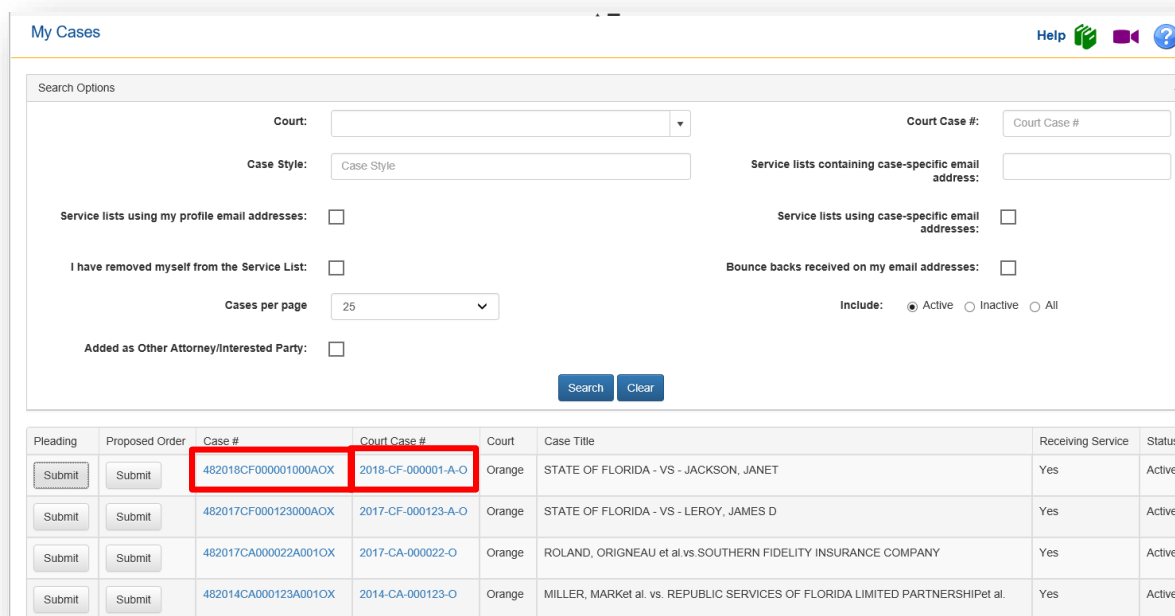 My Cases
Help
Search Options
Court:
Court Case #:
Court Case #
Case Style:
Case Style
Service lists containing case-specific email
address:
Service lists using my profile email addresses:
Service lists using case-specific email
addresses:
I have removed myself from the Service List:
Bounce backs received on my email addresses:
Cases per page
25
Include:
Active Inactive All
Added as Other Attorney/Interested Party:
Search Clear
Pleading Proposed Order Case # Court Case # Court Case Title Receiving Service Status
Submit Submit 482018CF000001000AOX 2018-CF-000001-A-O Orange STATE OF FLORIDA - VS - JACKSON, JANET Yes Active
Submit Submit 482017CF000123000AOX 2017-CF-000123-A-O Orange STATE OF FLORIDA - VS - LEROY, JAMES D Yes Active
Submit Submit 482017CA000022A001OX 2017-CA-000022-O Orange ROLAND, ORIGNEAU et al.vs.SOUTHERN FIDELITY INSURANCE COMPANY Yes Active
Submit Submit 482014CA000123A001OX 2014-CA-000123-O Orange MILLER, MARKet al. vs. REPUBLIC SERVICES OF FLORIDA LIMITED PARTNERSHIPet al. Yes Active